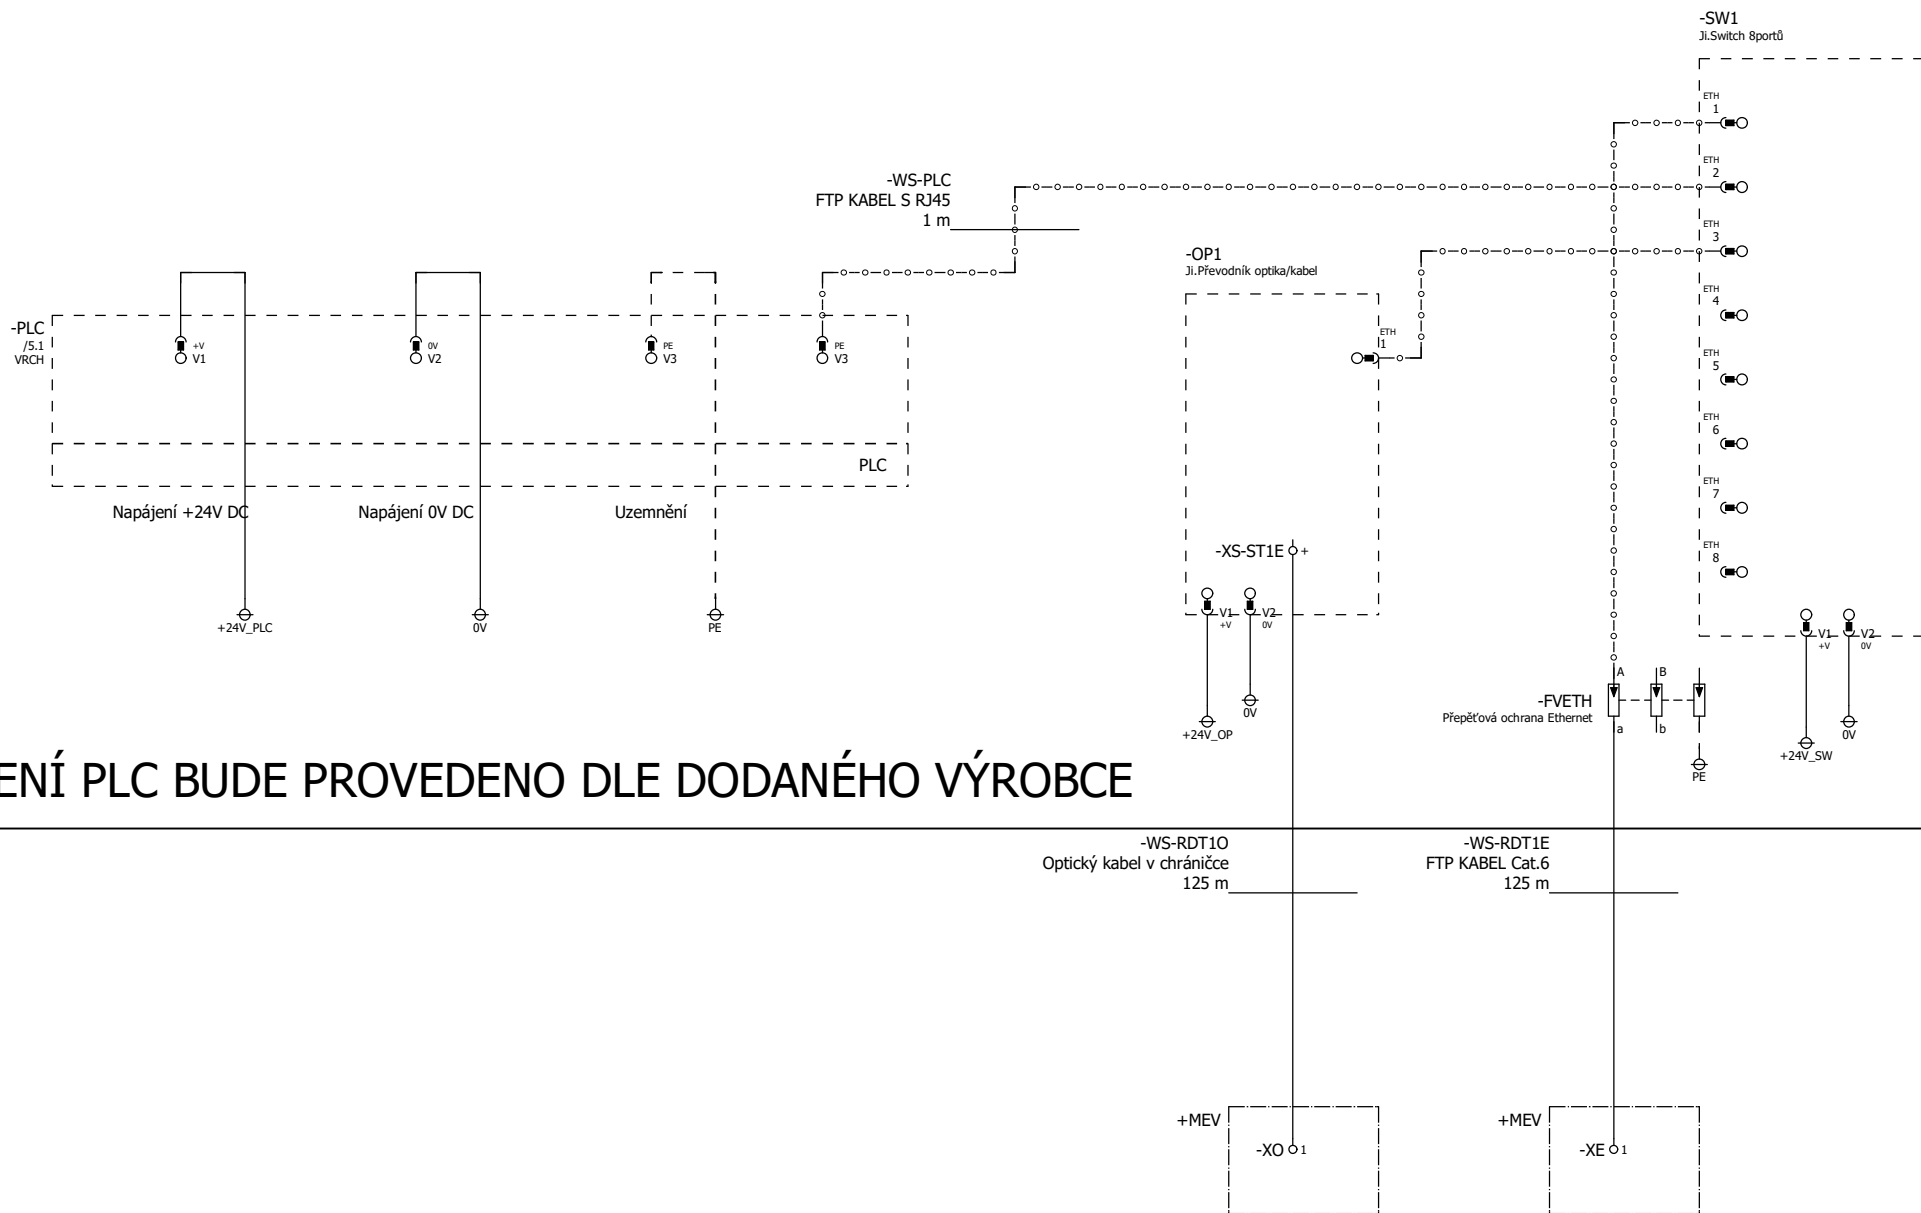 -SW1
Ji.Switch 8portů
ETH
1
ETH
2
ETH
3
ETH
4
ETH
5
ETH
6
ETH
7
ETH
8
V1
+V
V2
0V
+24V_SW
0V
-WS-PLC
FTP KABEL S RJ45
1 m
-OP1
Ji.Převodník optika/kabel
ETH
1
-XS-ST1E
+
V1
+V
V2
0V
+24V_OP
0V
-PLC
/5.1
VRCH
+V
V1
0V
V2
PE
V3
PE
V3
PLC
Napájení +24V DC
Napájení 0V DC
Uzemnění
+24V_PLC
0V
PE
-FVETH
Přepěťová ochrana Ethernet
A
B
a
b
PE
ENÍ PLC BUDE PROVEDENO DLE DODANÉHO VÝROBCE
-WS-RDT1O
Optický kabel v chráničce
125 m
-WS-RDT1E
FTP KABEL Cat.6
125 m
+MEV
-XO 1
+MEV
-XE 1